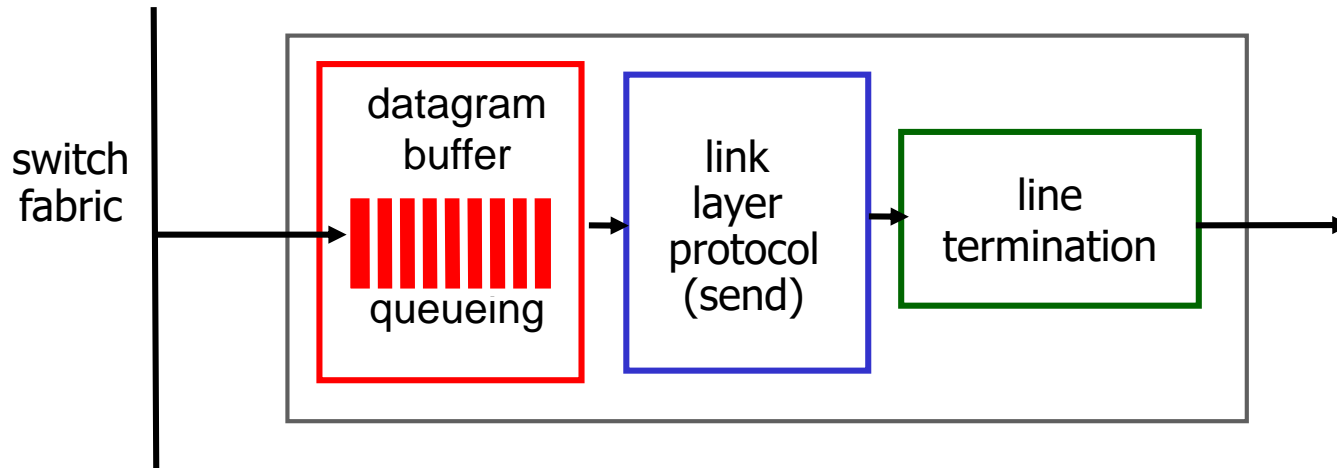 switch
fabric
datagram
buffer
queueing
link
layer
protocol
(send)
line
termination